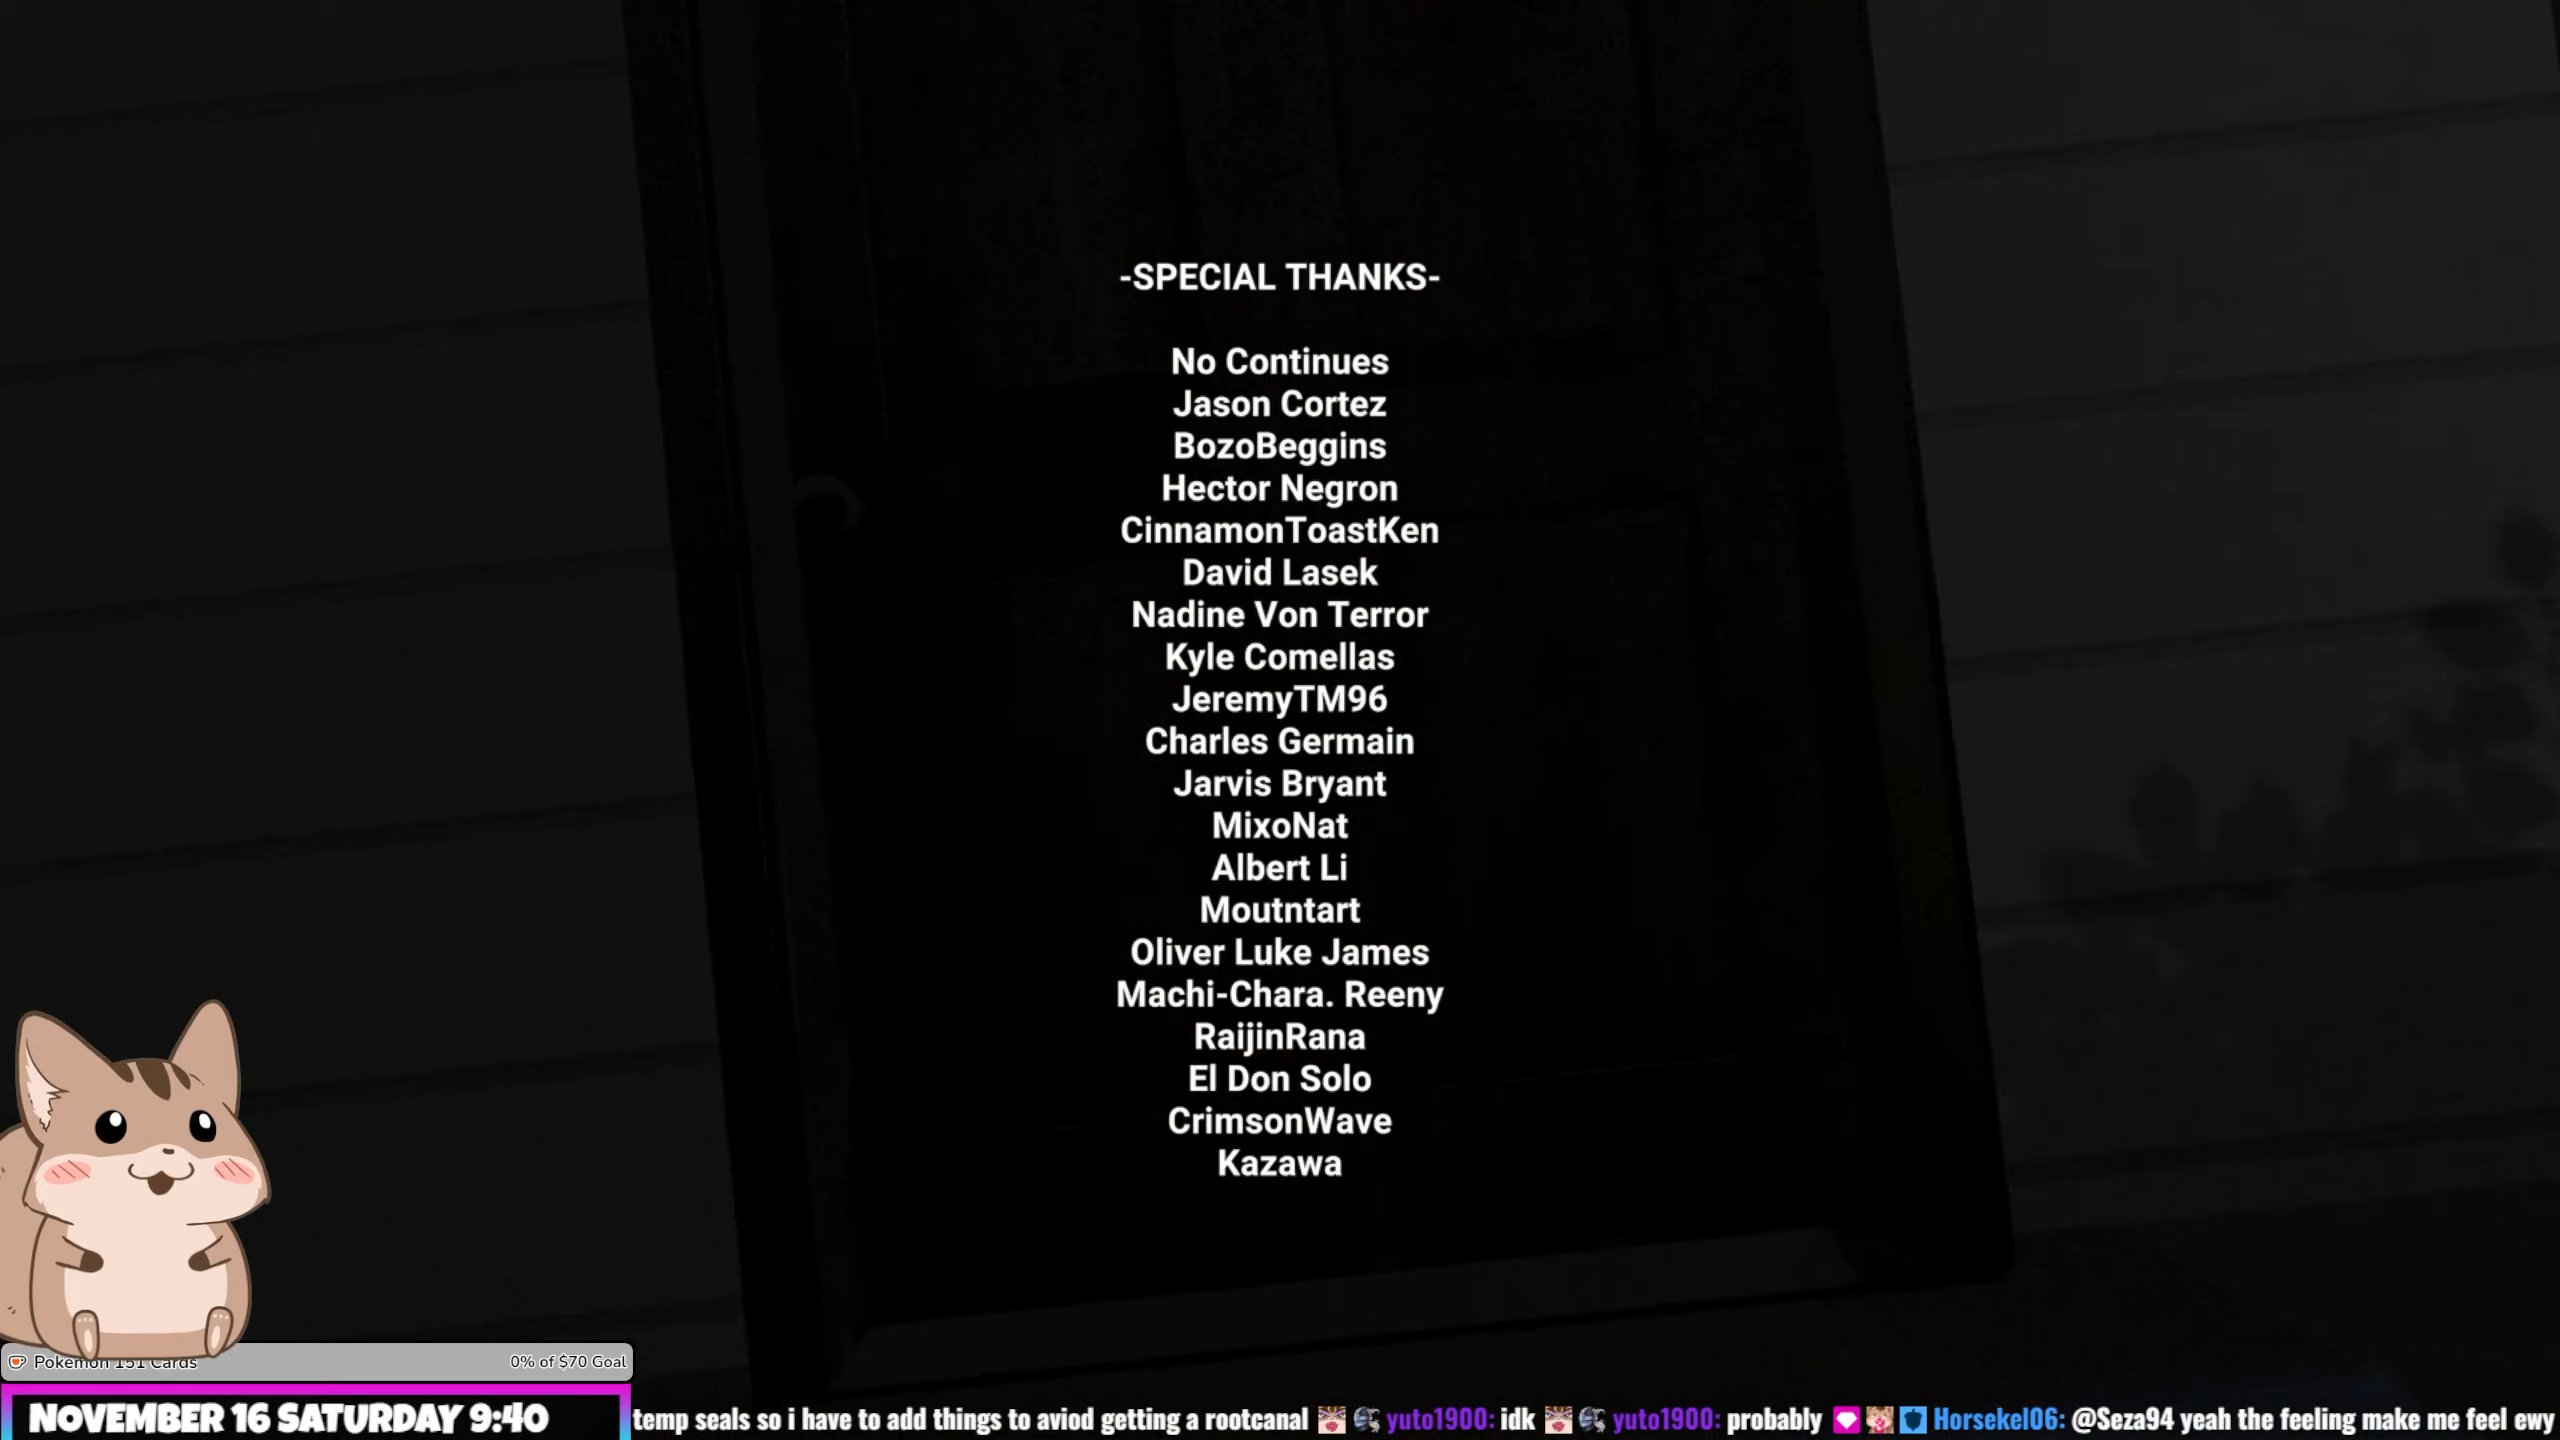 -SPECIAL THANKS-
No Continues
Jason Cortez
BozoBeggins
Hector Negron
CinnamonToastKen
David Lasek
Nadine Von Terror
Kyle Comellas
JeremyTM96
Charles Germain
Jarvis Bryant
MixoNat
Albert Li
Moutntart
Oliver Luke James
Machi-Chara. Reeny
RaijinRana
El Don Solo
CrimsonWave
Kazawa
Pokemon 151 Cards 0% of $70 Goal
NOVEMBER 16 SATURDAY 9:40
temp seals so i have to add things to aviod getting a rootcanal yuto1900: idk yuto1900: probably Horsekel06: @Seza94 yeah the feeling make me feel ewy